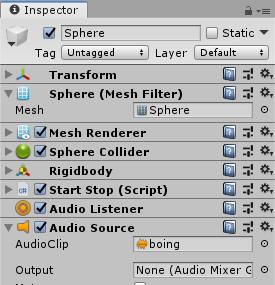 Inspector
Sphere Static
Tag Untagged Layer Default
Transform
Sphere (Mesh Filter)
Mesh Sphere
Mesh Renderer
Sphere Collider
Rigidbody
Start Stop (Script)
Audio Listener
Audio Source
AudioClip boing
Output None (Audio Mixer G